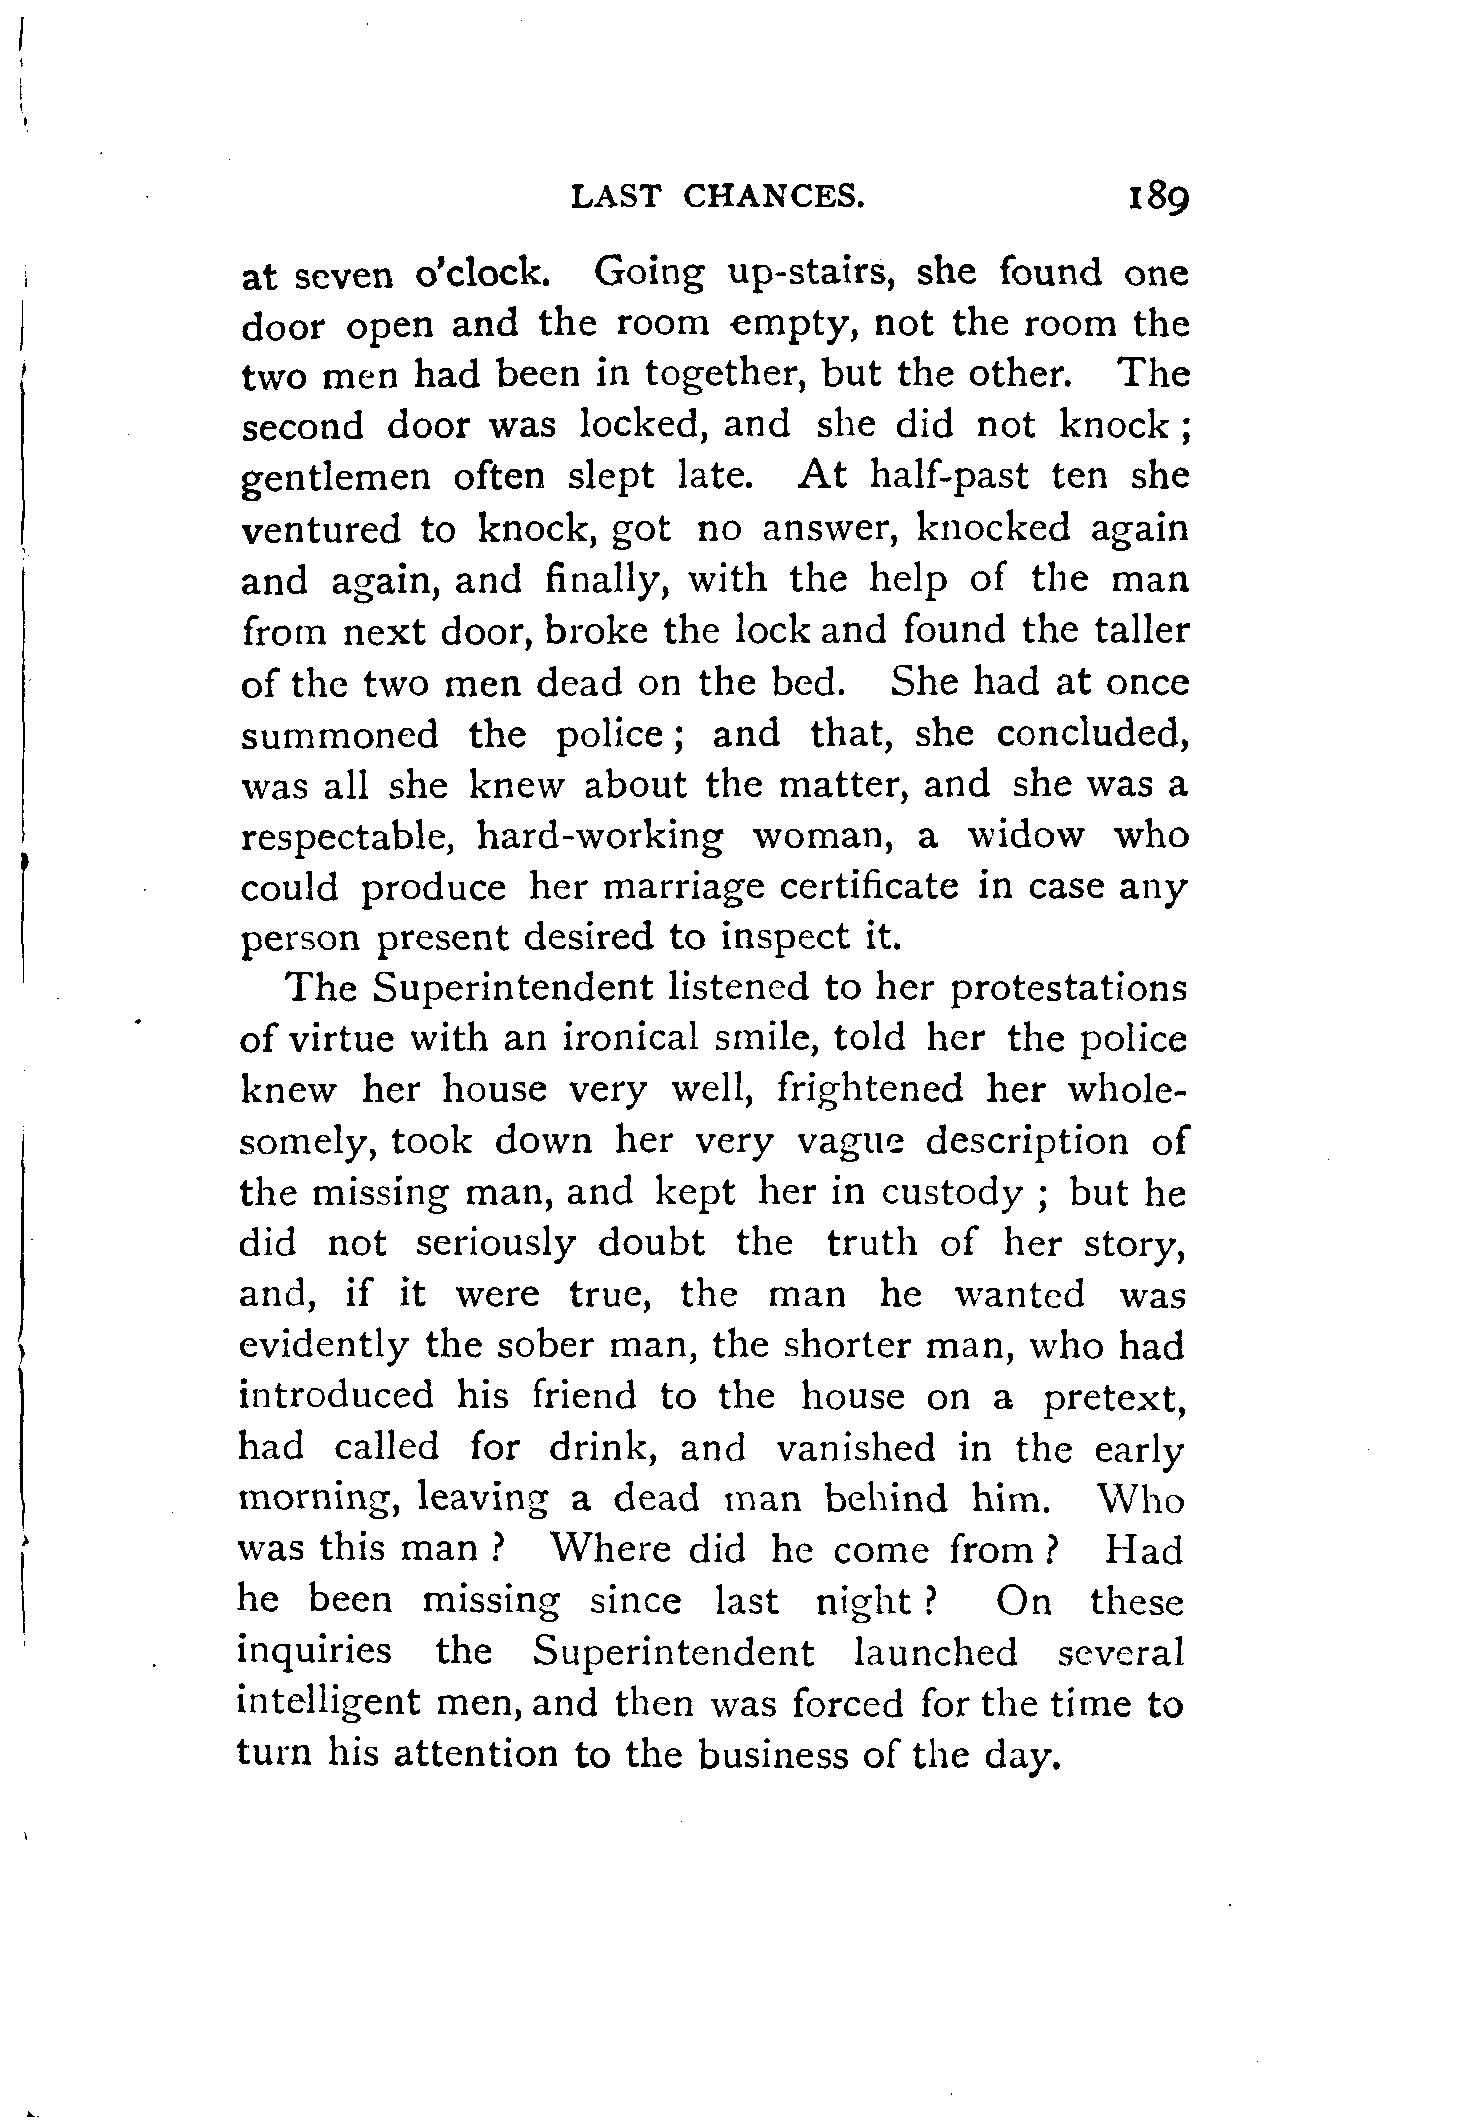 LAST CHANCES. 189
at seven o'clock. Going up-stairs, she found one
door open and the room empty, not the room the
two men had been in together, but the other. The
second door was locked, and she did not knock ;
gentlemen often slept late. At half-past ten she
ventured to knock, got no answer, knocked again
and again, and finally, with the help of the man
from next door, broke the lock and found the taller
of the two men dead on the bed. She had at once
summoned the police ; and that, she concluded,
was all she knew about the matter, and she was a
respectable, hard-working woman, a widow who
could produce her marriage certificate in case any
person present desired to inspect it.
The Superintendent listened to her protestations
of virtue with an ironical smile, told her the police
knew her house very well, frightened her whole-
somely, took down her very vague description of
the missing man, and kept her in custody ; but he
did not seriously doubt the truth of her story,
and, if it were true, the man he wanted was
evidently the sober man, the shorter man, who had
introduced his friend to the house on a pretext,
had called for drink, and vanished in the early
morning, leaving a dead man behind him. Who
was this man ? Where did he come from ? Had
he been missing since last night ? On these
inquiries the Superintendent launched several
intelligent men, and then was forced for the time to
turn his attention to the business of the day.